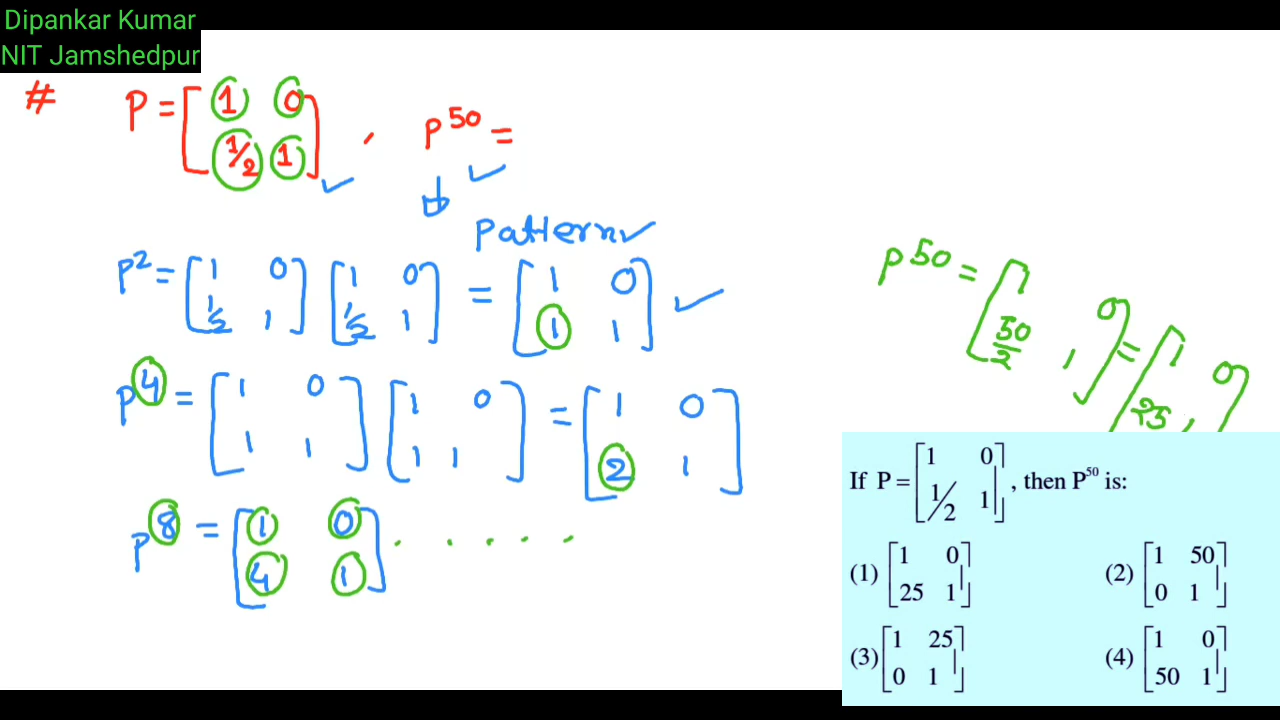 Dipankar Kumar
NIT Jamshedpur
# P = [1 0; 1/2 1] , P^50 =
Pattern
P^2 = [1 0; 1/2 1] [1 0; 1/2 1] = [1 0; 1 1]
P^4 = [1 0; 1 1] [1 0; 1 1] = [1 0; 2 1]
P^8 = [1 0; 4 1] . . . . .
P^50 = [1 0; 50/2 1] = [1 0; 25 1]
If P = [1 0; 1/2 1], then P^50 is:
(1) [1 0; 25 1] (2) [1 50; 0 1]
(3) [1 25; 0 1] (4) [1 0; 50 1]